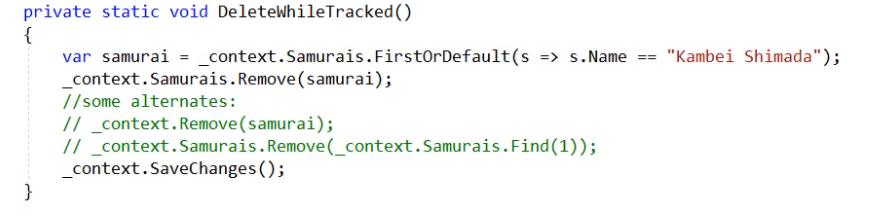 private static void DeleteWhileTracked()
{
    var samurai = _context.Samurais.FirstOrDefault(s => s.Name == "Kambei Shimada");
    _context.Samurais.Remove(samurai);
    //some alternates:
    // _context.Remove(samurai);
    // _context.Samurais.Remove(_context.Samurais.Find(1));
    _context.SaveChanges();
}